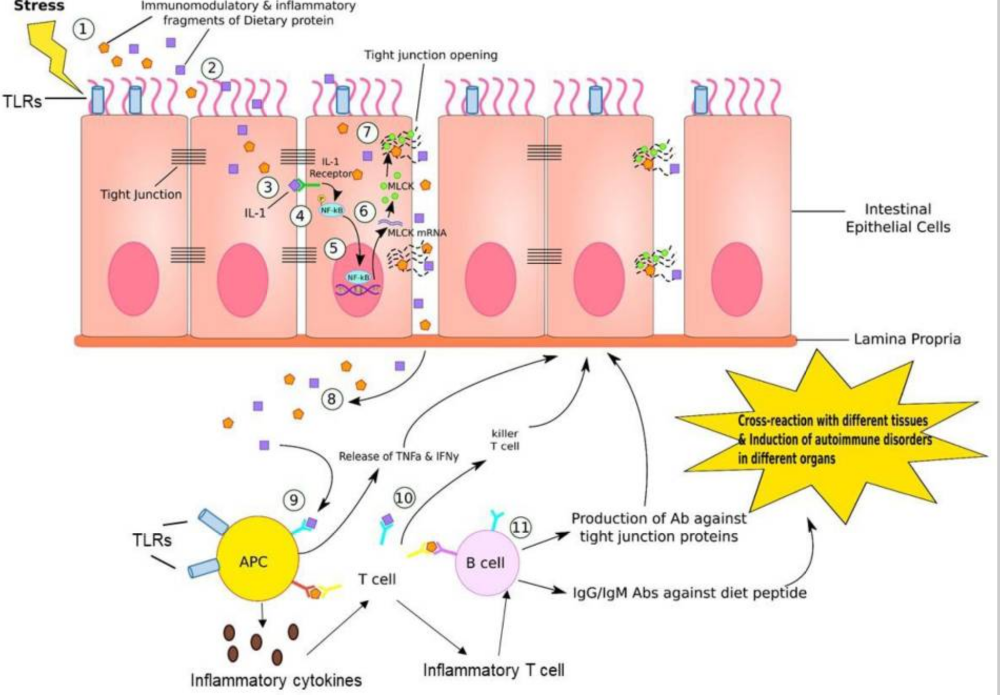 Stress
Immunomodulatory & inflammatory
fragments of Dietary protein
1
2
Tight junction opening
TLRs
7
IL-1
Receptor
3
MLCK
Tight Junction
P
IL-1
4
NF-kB
6
Intestinal
Epithelial Cells
MLCK mRNA
5
NF-kB
Lamina Propria
8
Cross-reaction with different tissues
& Induction of autoimmune disorders
in different organs
killer
T cell
Release of TNFa & IFNy
9
10
11
Production of Ab against
tight junction proteins
TLRs
APC
B cell
T cell
IgG/IgM Abs against diet peptide
Inflammatory T cell
Inflammatory cytokines